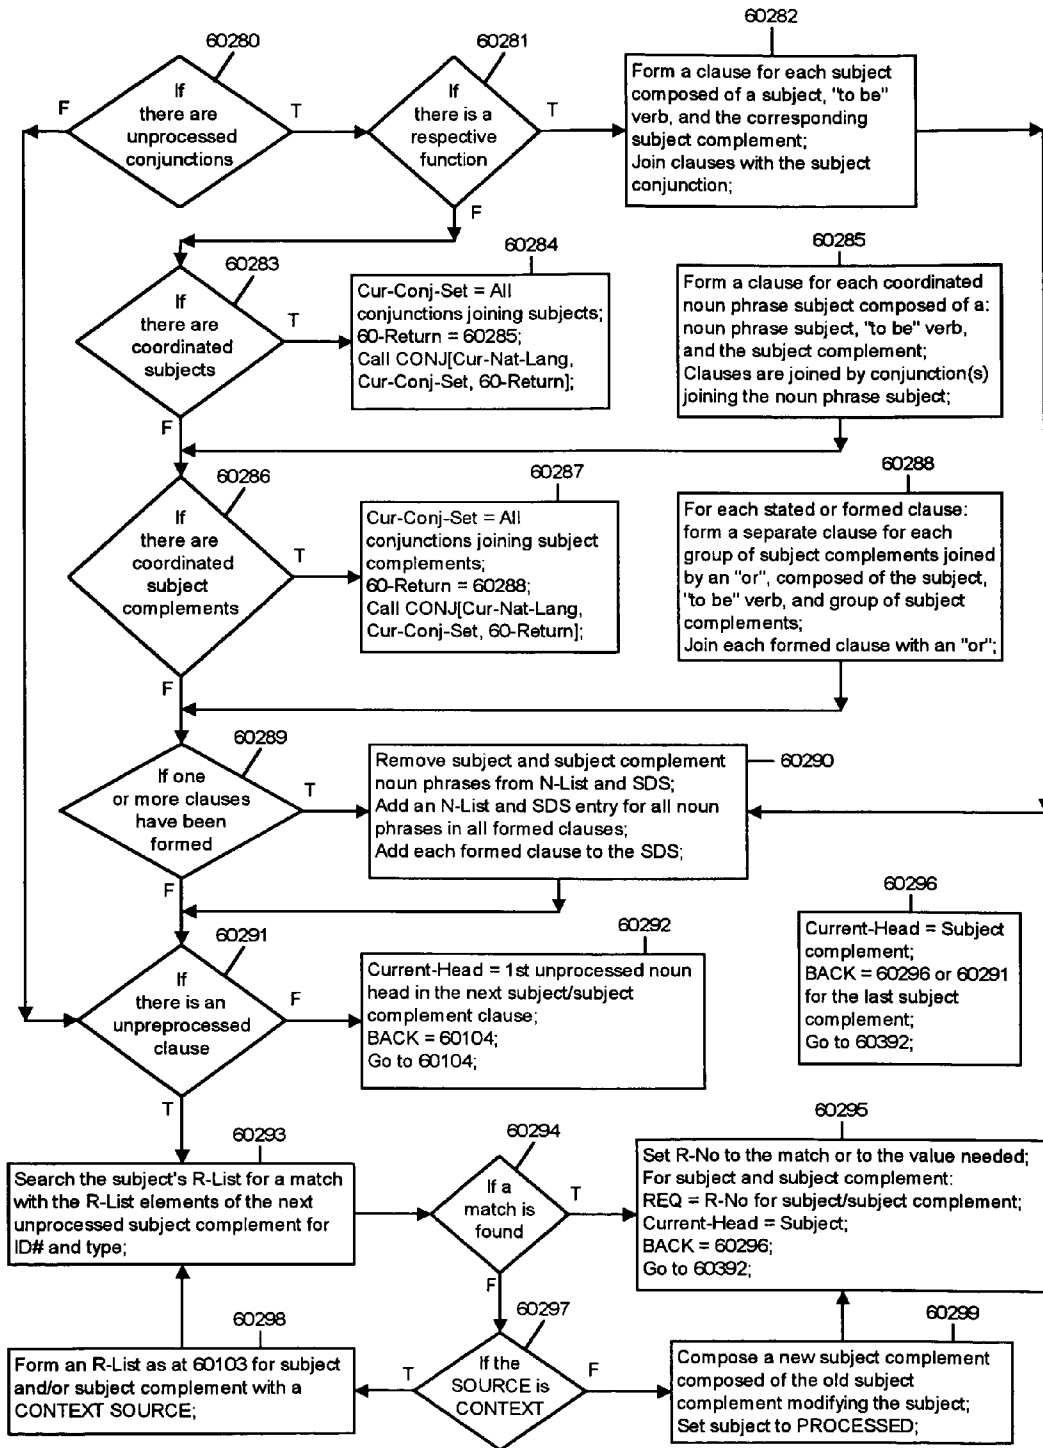 60280
If
there are
unprocessed
conjunctions
F
T
60281
If
there is a
respective
function
T
F
60282
Form a clause for each subject
composed of a subject, "to be"
verb, and the corresponding
subject complement;
Join clauses with the subject
conjunction;
60283
If
there are
coordinated
subjects
T
F
60284
Cur-Conj-Set = All
conjunctions joining subjects;
60-Return = 60285;
Call CONJ[Cur-Nat-Lang,
Cur-Conj-Set, 60-Return];
60285
Form a clause for each coordinated
noun phrase subject composed of a:
noun phrase subject, "to be" verb,
and the subject complement;
Clauses are joined by conjunction(s)
joining the noun phrase subject;
60286
If
there are
coordinated
subject
complements
T
F
60287
Cur-Conj-Set = All
conjunctions joining subject
complements;
60-Return = 60288;
Call CONJ[Cur-Nat-Lang,
Cur-Conj-Set, 60-Return];
60288
For each stated or formed clause:
form a separate clause for each
group of subject complements joined
by an "or", composed of the subject,
"to be" verb, and group of subject
complements;
Join each formed clause with an "or";
60289
If one
or more clauses
have been
formed
T
F
60290
Remove subject and subject complement
noun phrases from N-List and SDS;
Add an N-List and SDS entry for all noun
phrases in all formed clauses;
Add each formed clause to the SDS;
60291
If
there is an
unpreprocessed
clause
F
T
60292
Current-Head = 1st unprocessed noun
head in the next subject/subject
complement clause;
BACK = 60104;
Go to 60104;
60296
Current-Head = Subject
complement;
BACK = 60296 or 60291
for the last subject
complement;
Go to 60392;
60293
Search the subject's R-List for a match
with the R-List elements of the next
unprocessed subject complement for
ID# and type;
60294
If a
match is
found
T
F
60295
Set R-No to the match or to the value needed;
For subject and subject complement:
REQ = R-No for subject/subject complement;
Current-Head = Subject;
BACK = 60296;
Go to 60392;
60298
Form an R-List as at 60103 for subject
and/or subject complement with a
CONTEXT SOURCE;
60297
If the
SOURCE is
CONTEXT
T
F
60299
Compose a new subject complement
composed of the old subject
complement modifying the subject;
Set subject to PROCESSED;